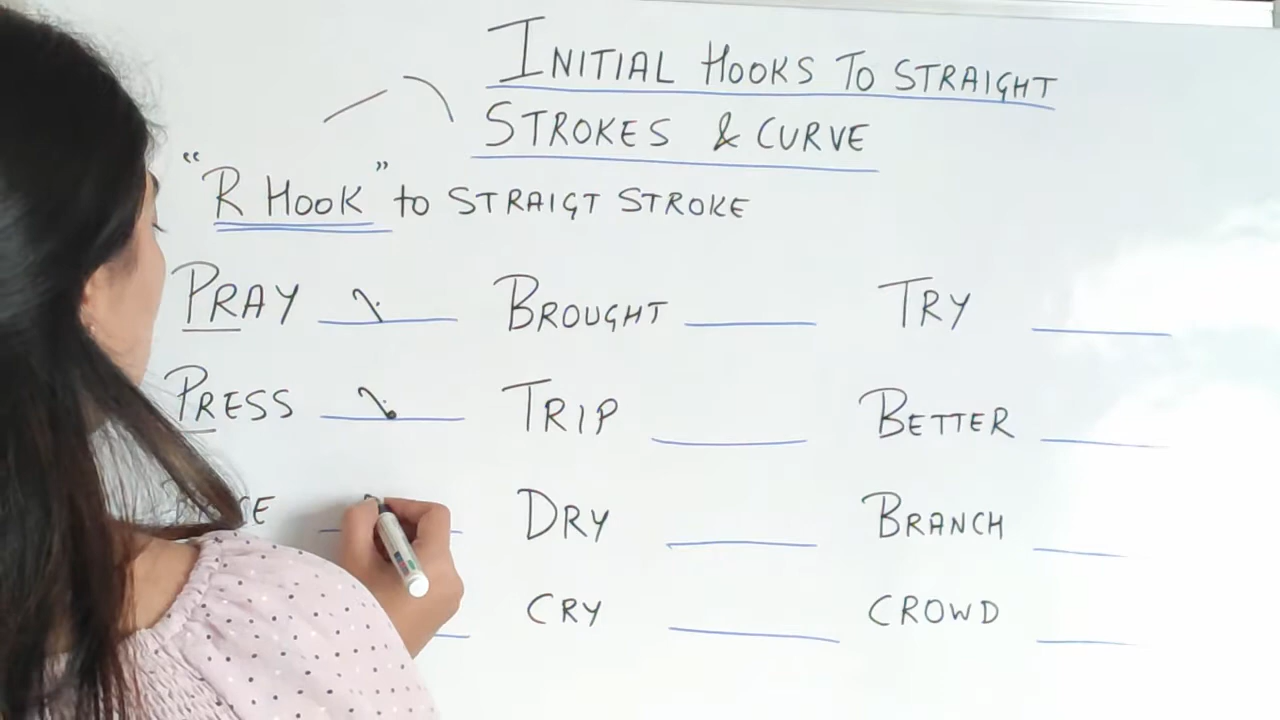 INITIAL HOOKS TO STRAIGHT
STROKES & CURVE
"R HOOK" to STRAIGT STROKE
PRAY BROUGHT TRY
PRESS TRIP BETTER
DRY BRANCH
CRY CROWD